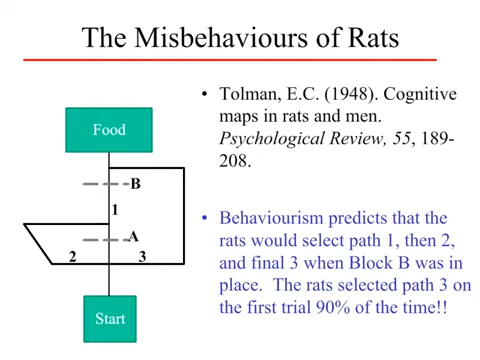 The Misbehaviours of Rats
• Tolman, E.C. (1948). Cognitive
maps in rats and men.
Psychological Review, 55, 189-
208.
• Behaviourism predicts that the
rats would select path 1, then 2,
and final 3 when Block B was in
place. The rats selected path 3 on
the first trial 90% of the time!!
Food
B
1
A
2
3
Start